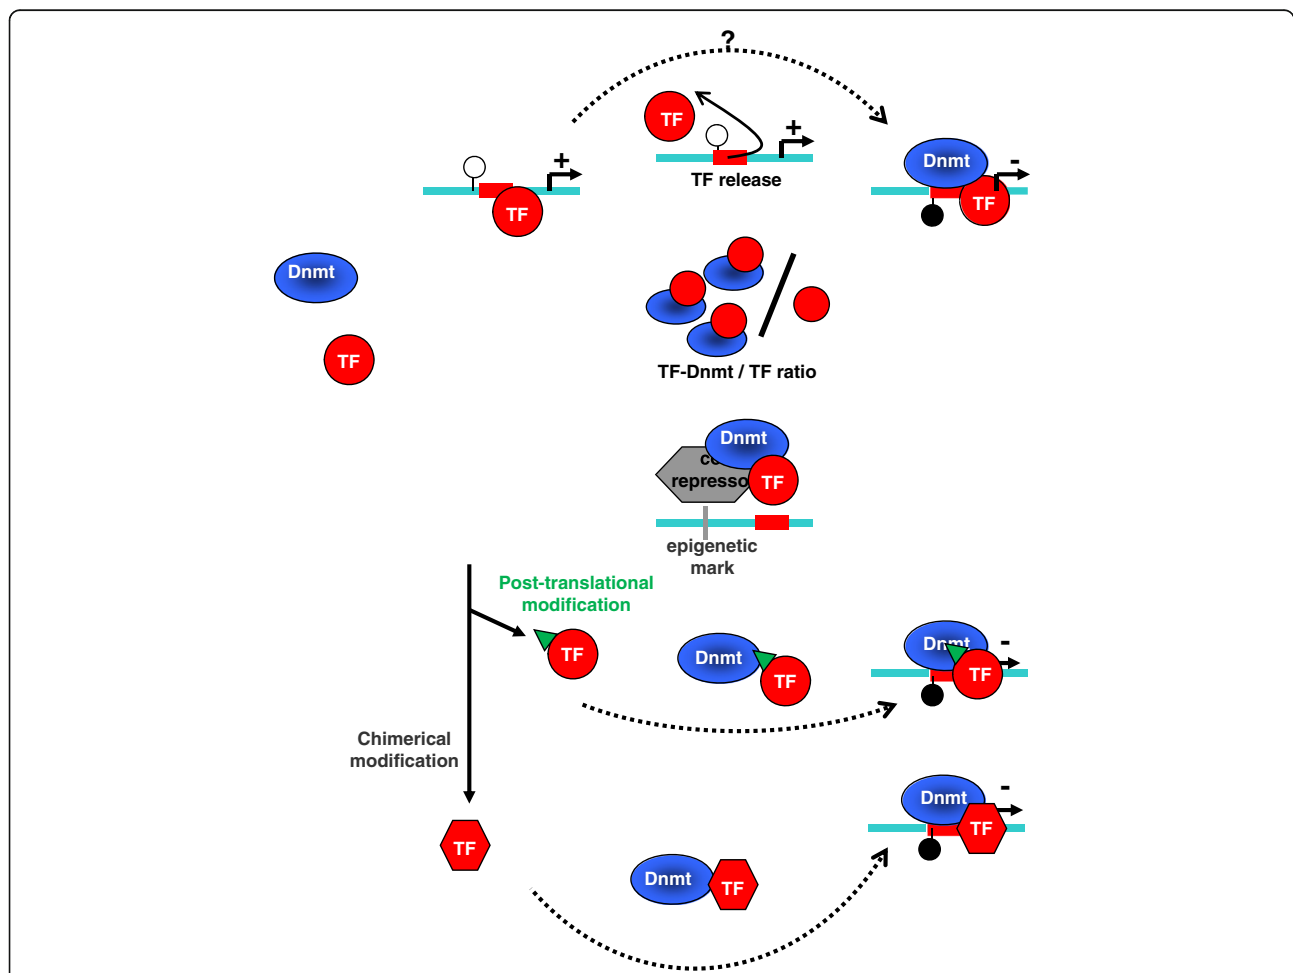 ?
TF
+
TF release
+
TF
Dnmt
-
TF
Dnmt
TF
TF-Dnmt / TF ratio
Dnmt
TF
epigenetic
mark
Post-translational
modification
TF
Dnmt
TF
Dnmt
-
TF
Chimerical
modification
TF
Dnmt
TF
Dnmt
-
TF